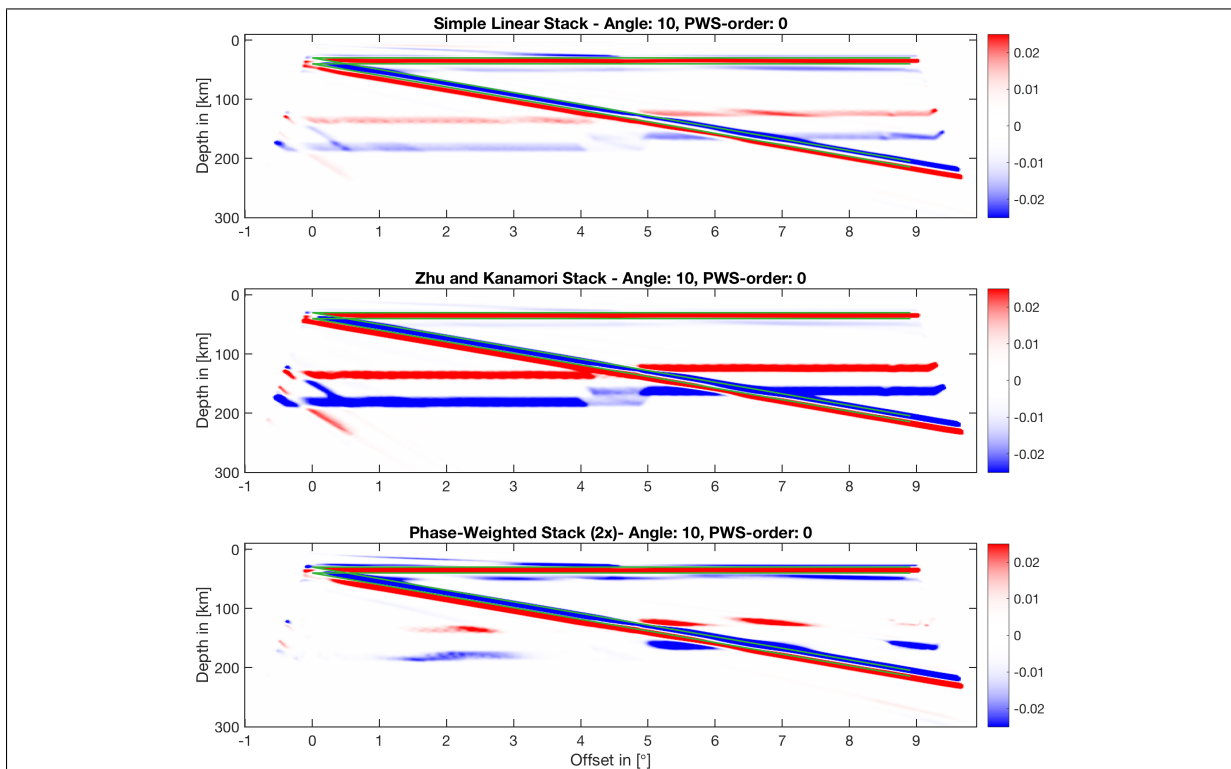 Simple Linear Stack - Angle: 10, PWS-order: 0
0
100
200
300
Depth in [km]
-1 0 1 2 3 4 5 6 7 8 9
0.02
0.01
0
-0.01
-0.02
Zhu and Kanamori Stack - Angle: 10, PWS-order: 0
0
100
200
300
Depth in [km]
-1 0 1 2 3 4 5 6 7 8 9
0.02
0.01
0
-0.01
-0.02
Phase-Weighted Stack (2x)- Angle: 10, PWS-order: 0
0
100
200
300
Depth in [km]
-1 0 1 2 3 4 5 6 7 8 9
Offset in [°]
0.02
0.01
0
-0.01
-0.02